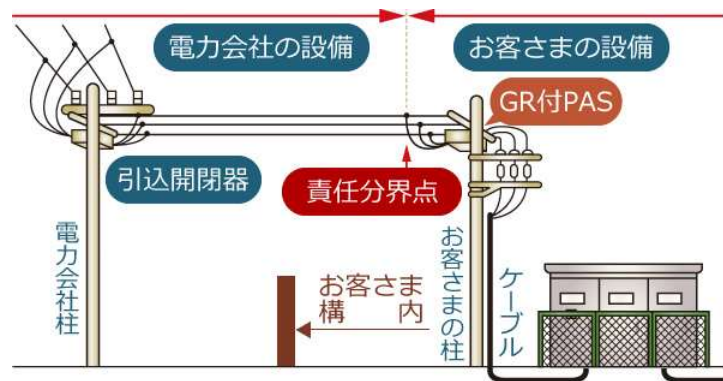 電力会社の設備
お客さまの設備
GR付PAS
引込開閉器
責任分界点
電力会社柱
お客さま
構内
お客さまの柱
ケーブル